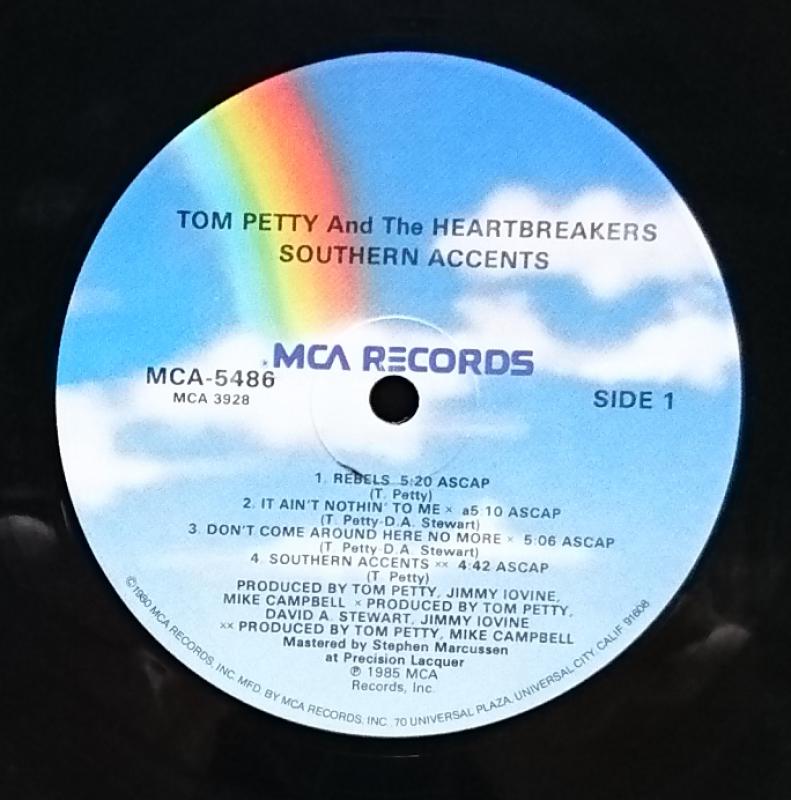 TOM PETTY And The HEARTBREAKERS
SOUTHERN ACCENTS
MCA RECORDS
MCA-5486
MCA 3928
SIDE 1
1. REBELS 5:20 ASCAP
(T. Petty)
2. IT AIN'T NOTHIN' TO ME × a5:10 ASCAP
(T. Petty-D.A. Stewart)
3. DON'T COME AROUND HERE NO MORE × 5:06 ASCAP
(T. Petty-D.A. Stewart)
4. SOUTHERN ACCENTS ×× 4:42 ASCAP
(T. Petty)
PRODUCED BY TOM PETTY, JIMMY IOVINE,
MIKE CAMPBELL × PRODUCED BY TOM PETTY,
DAVID A. STEWART, JIMMY IOVINE
×× PRODUCED BY TOM PETTY, MIKE CAMPBELL
Mastered by Stephen Marcussen
at Precision Lacquer
℗ 1985 MCA
Records, Inc.
©1980 MCA RECORDS, INC. MFD. BY MCA RECORDS, INC. 70 UNIVERSAL PLAZA, UNIVERSAL CITY, CALIF. 91608